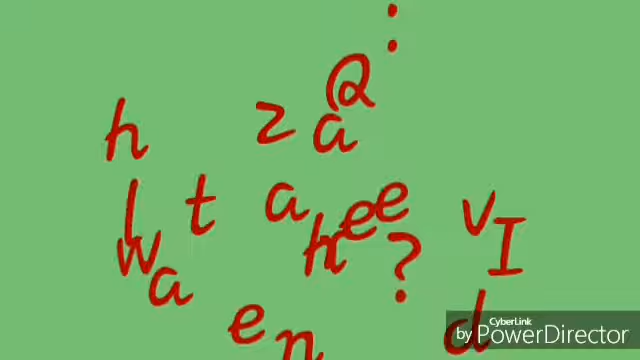 :
Q
h z a
l t a e e v
w a h x ? I
e n d
CyberLink
by PowerDirector